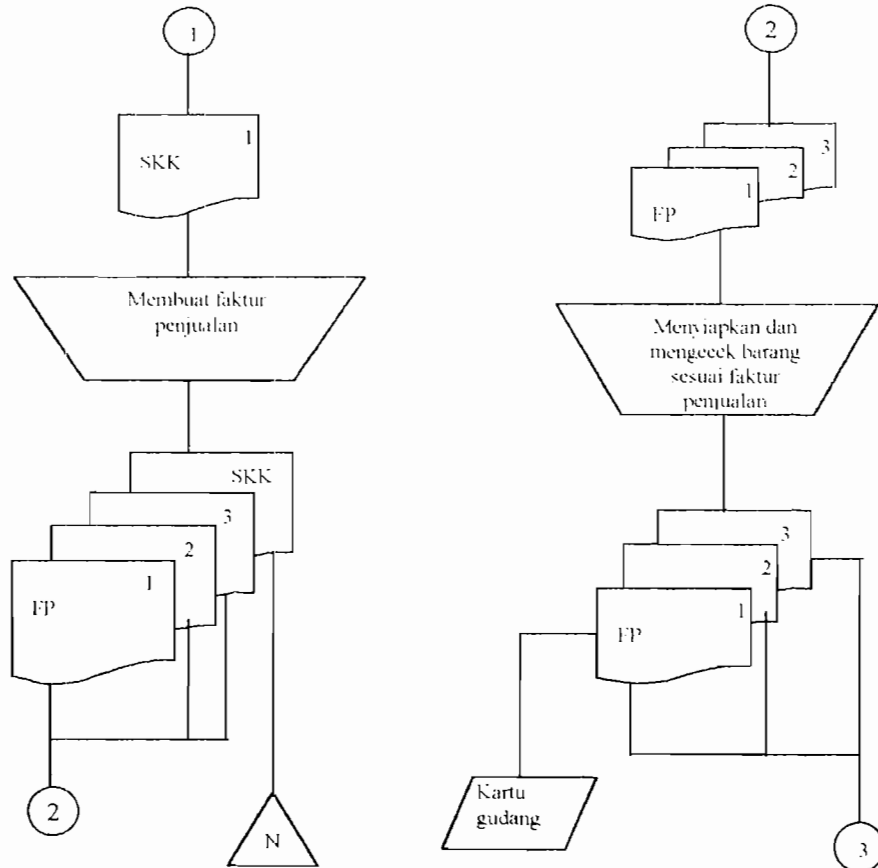 1
1
SKK
Membuat faktur
penjualan
SKK
3
2
1
FP
2
N
2
3
2
1
FP
Menyiapkan dan
mengecek barang
sesuai faktur
penjualan
3
2
1
FP
Kartu
gudang
3